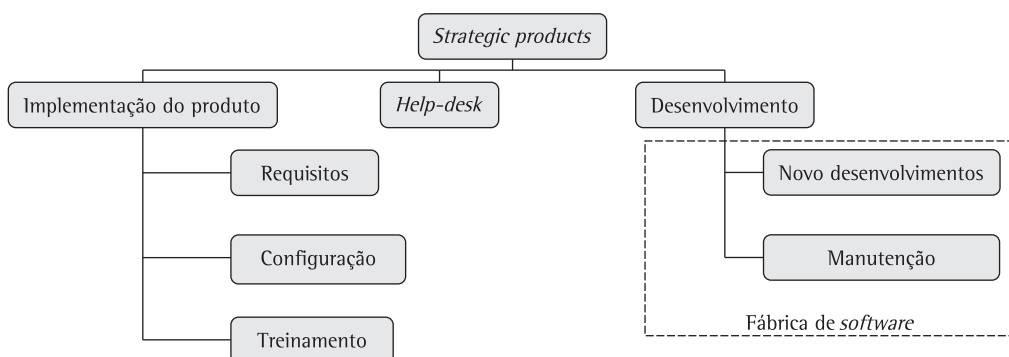 Strategic products
Implementação do produto
Help-desk
Desenvolvimento
Requisitos
Novo desenvolvimentos
Configuração
Manutenção
Fábrica de software
Treinamento